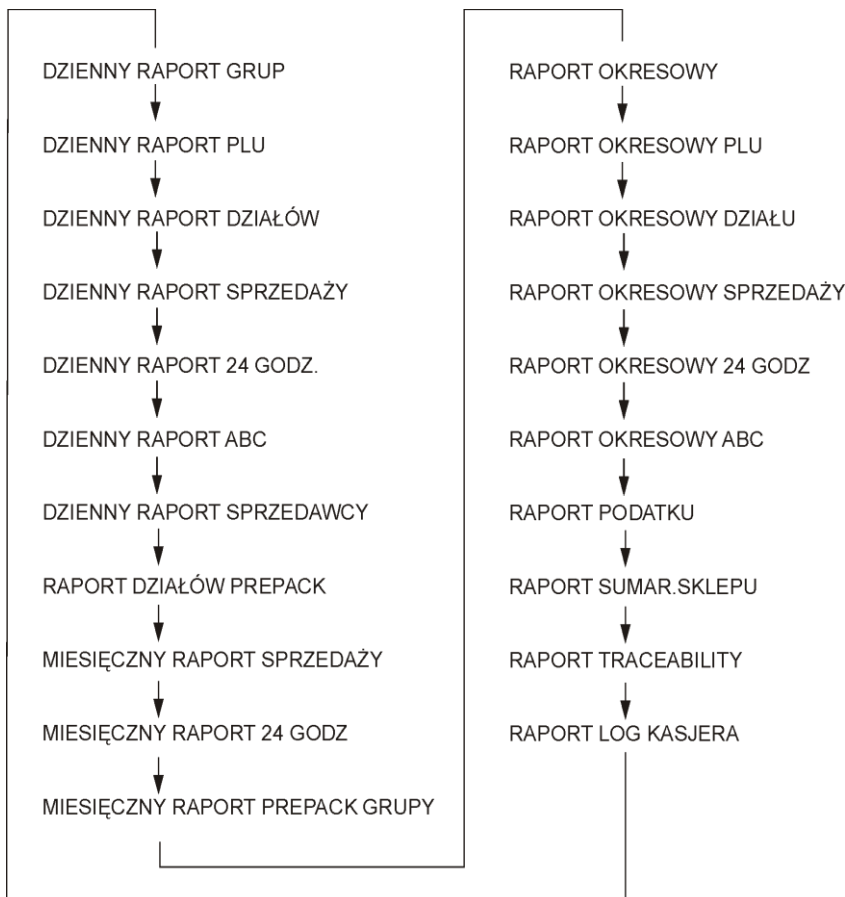 DZIENNY RAPORT GRUP
DZIENNY RAPORT PLU
DZIENNY RAPORT DZIAŁÓW
DZIENNY RAPORT SPRZEDAŻY
DZIENNY RAPORT 24 GODZ.
DZIENNY RAPORT ABC
DZIENNY RAPORT SPRZEDAWCY
RAPORT DZIAŁÓW PREPACK
MIESIĘCZNY RAPORT SPRZEDAŻY
MIESIĘCZNY RAPORT 24 GODZ
MIESIĘCZNY RAPORT PREPACK GRUPY
RAPORT OKRESOWY
RAPORT OKRESOWY PLU
RAPORT OKRESOWY DZIAŁU
RAPORT OKRESOWY SPRZEDAŻY
RAPORT OKRESOWY 24 GODZ
RAPORT OKRESOWY ABC
RAPORT PODATKU
RAPORT SUMAR.SKLEPU
RAPORT TRACEABILITY
RAPORT LOG KASJERA